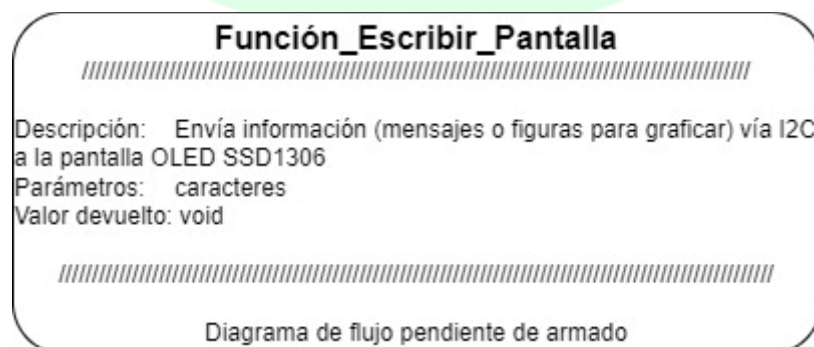 Función_Escribir_Pantalla
////////////////////////////////////////////////////////////////////////////////////////////////////
Descripción: Envía información (mensajes o figuras para graficar) vía I2C
a la pantalla OLED SSD1306
Parámetros: caracteres
Valor devuelto: void
///////////////////////////////////////////////////////////////////////////////////////////////////////////
Diagrama de flujo pendiente de armado